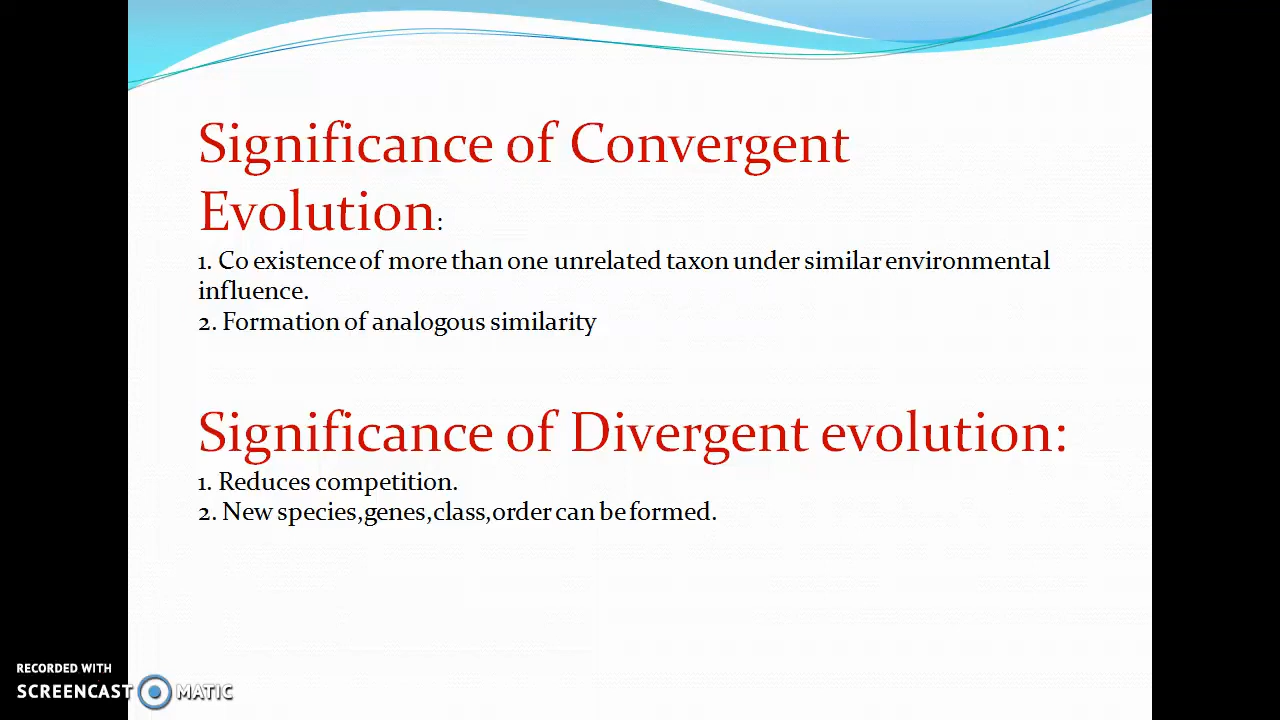 Significance of Convergent
Evolution:
1. Co existence of more than one unrelated taxon under similar environmental
influence.
2. Formation of analogous similarity
Significance of Divergent evolution:
1. Reduces competition.
2. New species,genes,class,order can be formed.
RECORDED WITH
SCREENCAST MATIC